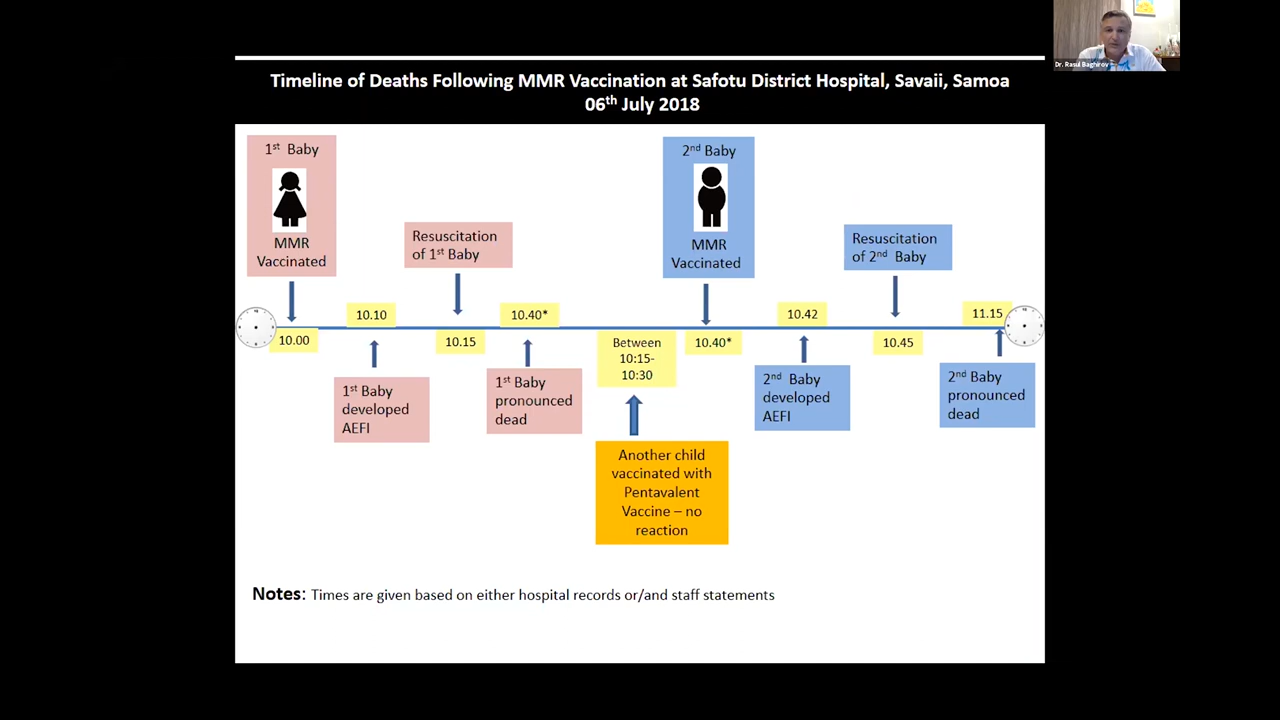 Dr. Rasul Baghirov
Timeline of Deaths Following MMR Vaccination at Safotu District Hospital, Savaii, Samoa
06th July 2018
1st Baby
MMR
Vaccinated
Resuscitation
of 1st Baby
2nd Baby
MMR
Vaccinated
Resuscitation
of 2nd Baby
10.00
10.10
10.15
10.40*
Between
10:15-
10:30
10.40*
10.42
10.45
11.15
1st Baby
developed
AEFI
1st Baby
pronounced
dead
Another child
vaccinated with
Pentavalent
Vaccine – no
reaction
2nd Baby
developed
AEFI
2nd Baby
pronounced
dead
Notes: Times are given based on either hospital records or/and staff statements